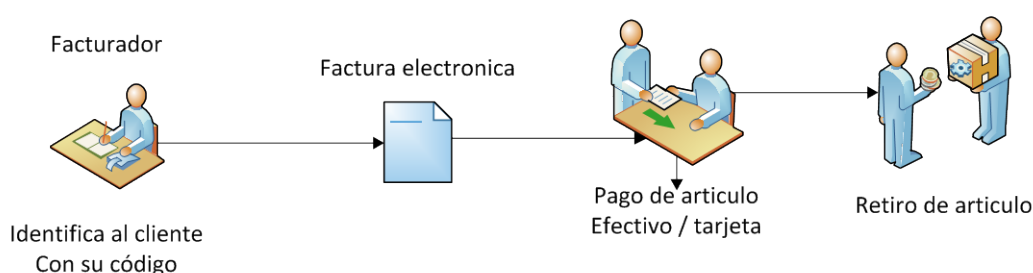 Facturador
Factura electronica
Identifica al cliente
Con su código
Pago de articulo
Efectivo / tarjeta
Retiro de articulo